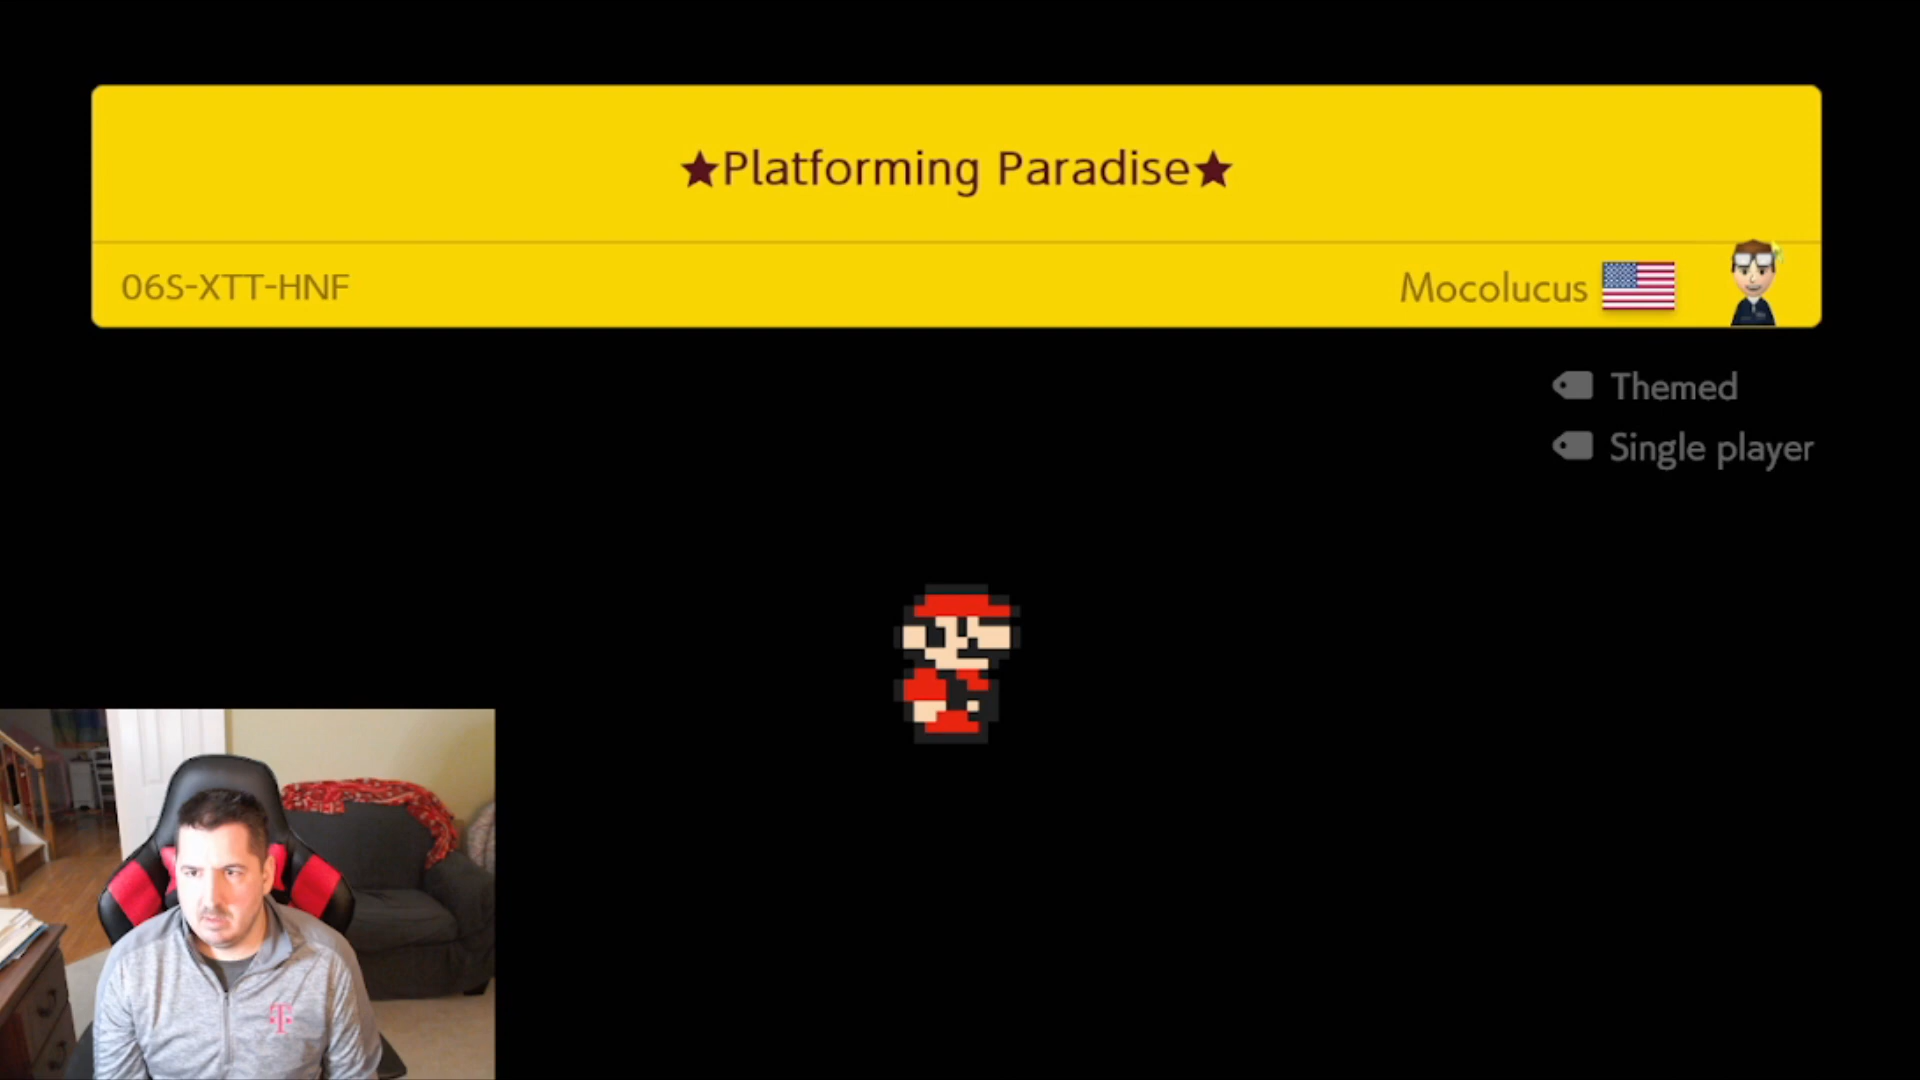 ★Platforming Paradise★
06S-XTT-HNF
Mocolucus
Themed
Single player
T